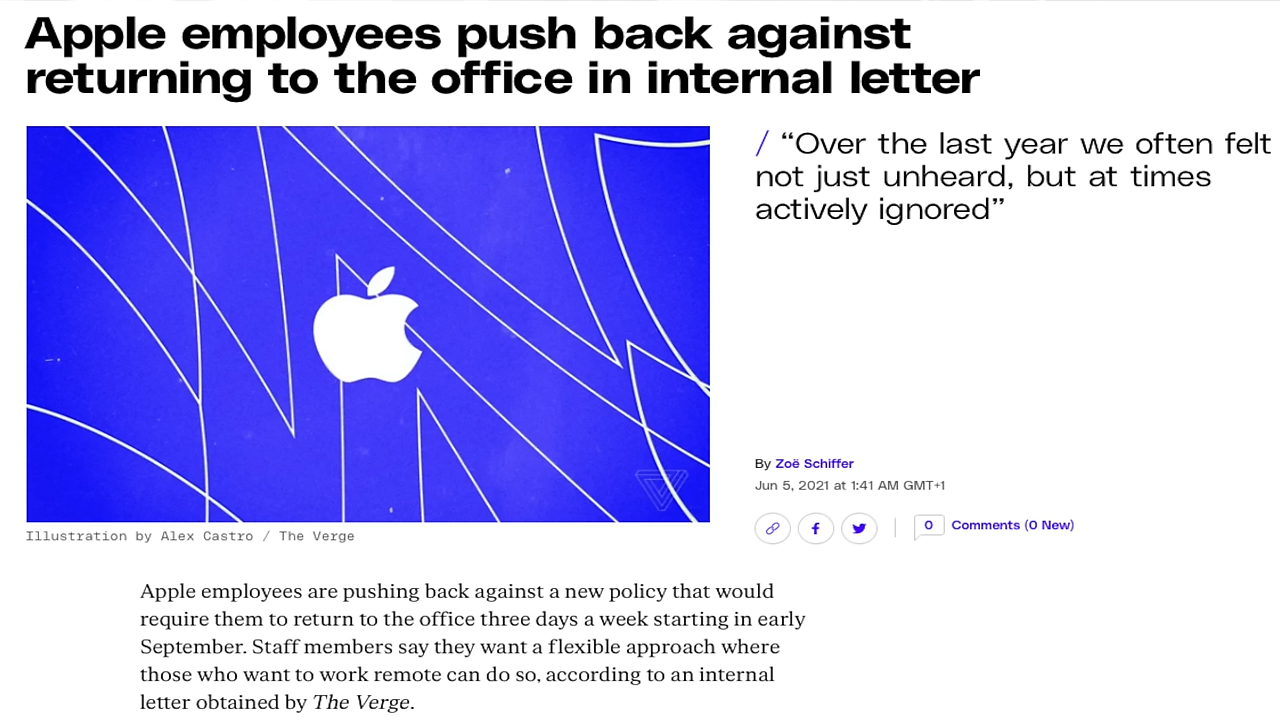 Apple employees push back against
returning to the office in internal letter
/ “Over the last year we often felt
not just unheard, but at times
actively ignored”
By Zoë Schiffer
Jun 5, 2021 at 1:41 AM GMT+1
0 Comments (0 New)
Illustration by Alex Castro / The Verge
Apple employees are pushing back against a new policy that would
require them to return to the office three days a week starting in early
September. Staff members say they want a flexible approach where
those who want to work remote can do so, according to an internal
letter obtained by The Verge.